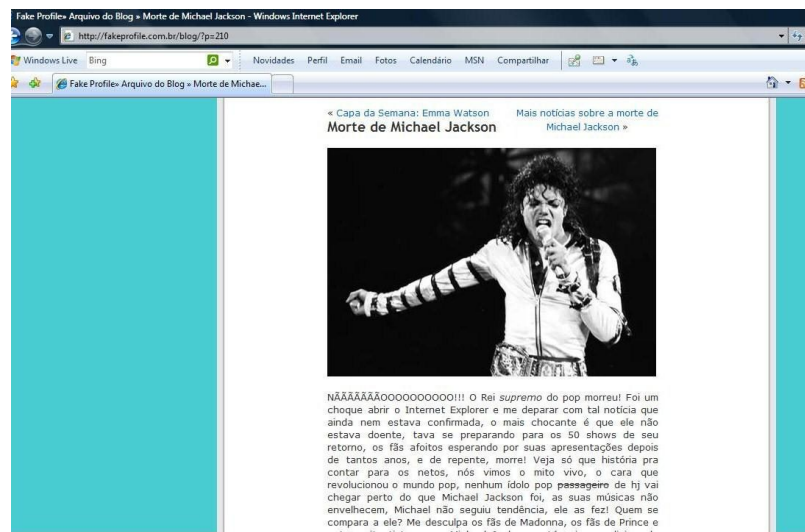 Fake Profile» Arquivo do Blog » Morte de Michael Jackson - Windows Internet Explorer
http://fakeprofile.com.br/blog/?p=210
Windows Live Bing Novidades Perfil Email Fotos Calendário MSN Compartilhar
Fake Profile» Arquivo do Blog » Morte de Michae...
« Capa da Semana: Emma Watson
Mais notícias sobre a morte de
Michael Jackson »
Morte de Michael Jackson
NÃÃÃÃÃÃÃOOOOOOOOOO!!! O Rei supremo do pop morreu! Foi um
choque abrir o Internet Explorer e me deparar com tal notícia que
ainda nem estava confirmada, o mais chocante é que ele não
estava doente, tava se preparando para os 50 shows de seu
retorno, os fãs afoitos esperando por suas apresentações depois
de tantos anos, e de repente, morre! Veja só que história pra
contar para os netos, nós vimos o mito vivo, o cara que
revolucionou o mundo pop, nenhum ídolo pop passageiro de hj vai
chegar perto do que Michael Jackson foi, as suas músicas não
envelhecem, Michael não seguiu tendência, ele as fez! Quem se
compara a ele? Me desculpa os fãs de Madonna, os fãs de Prince e